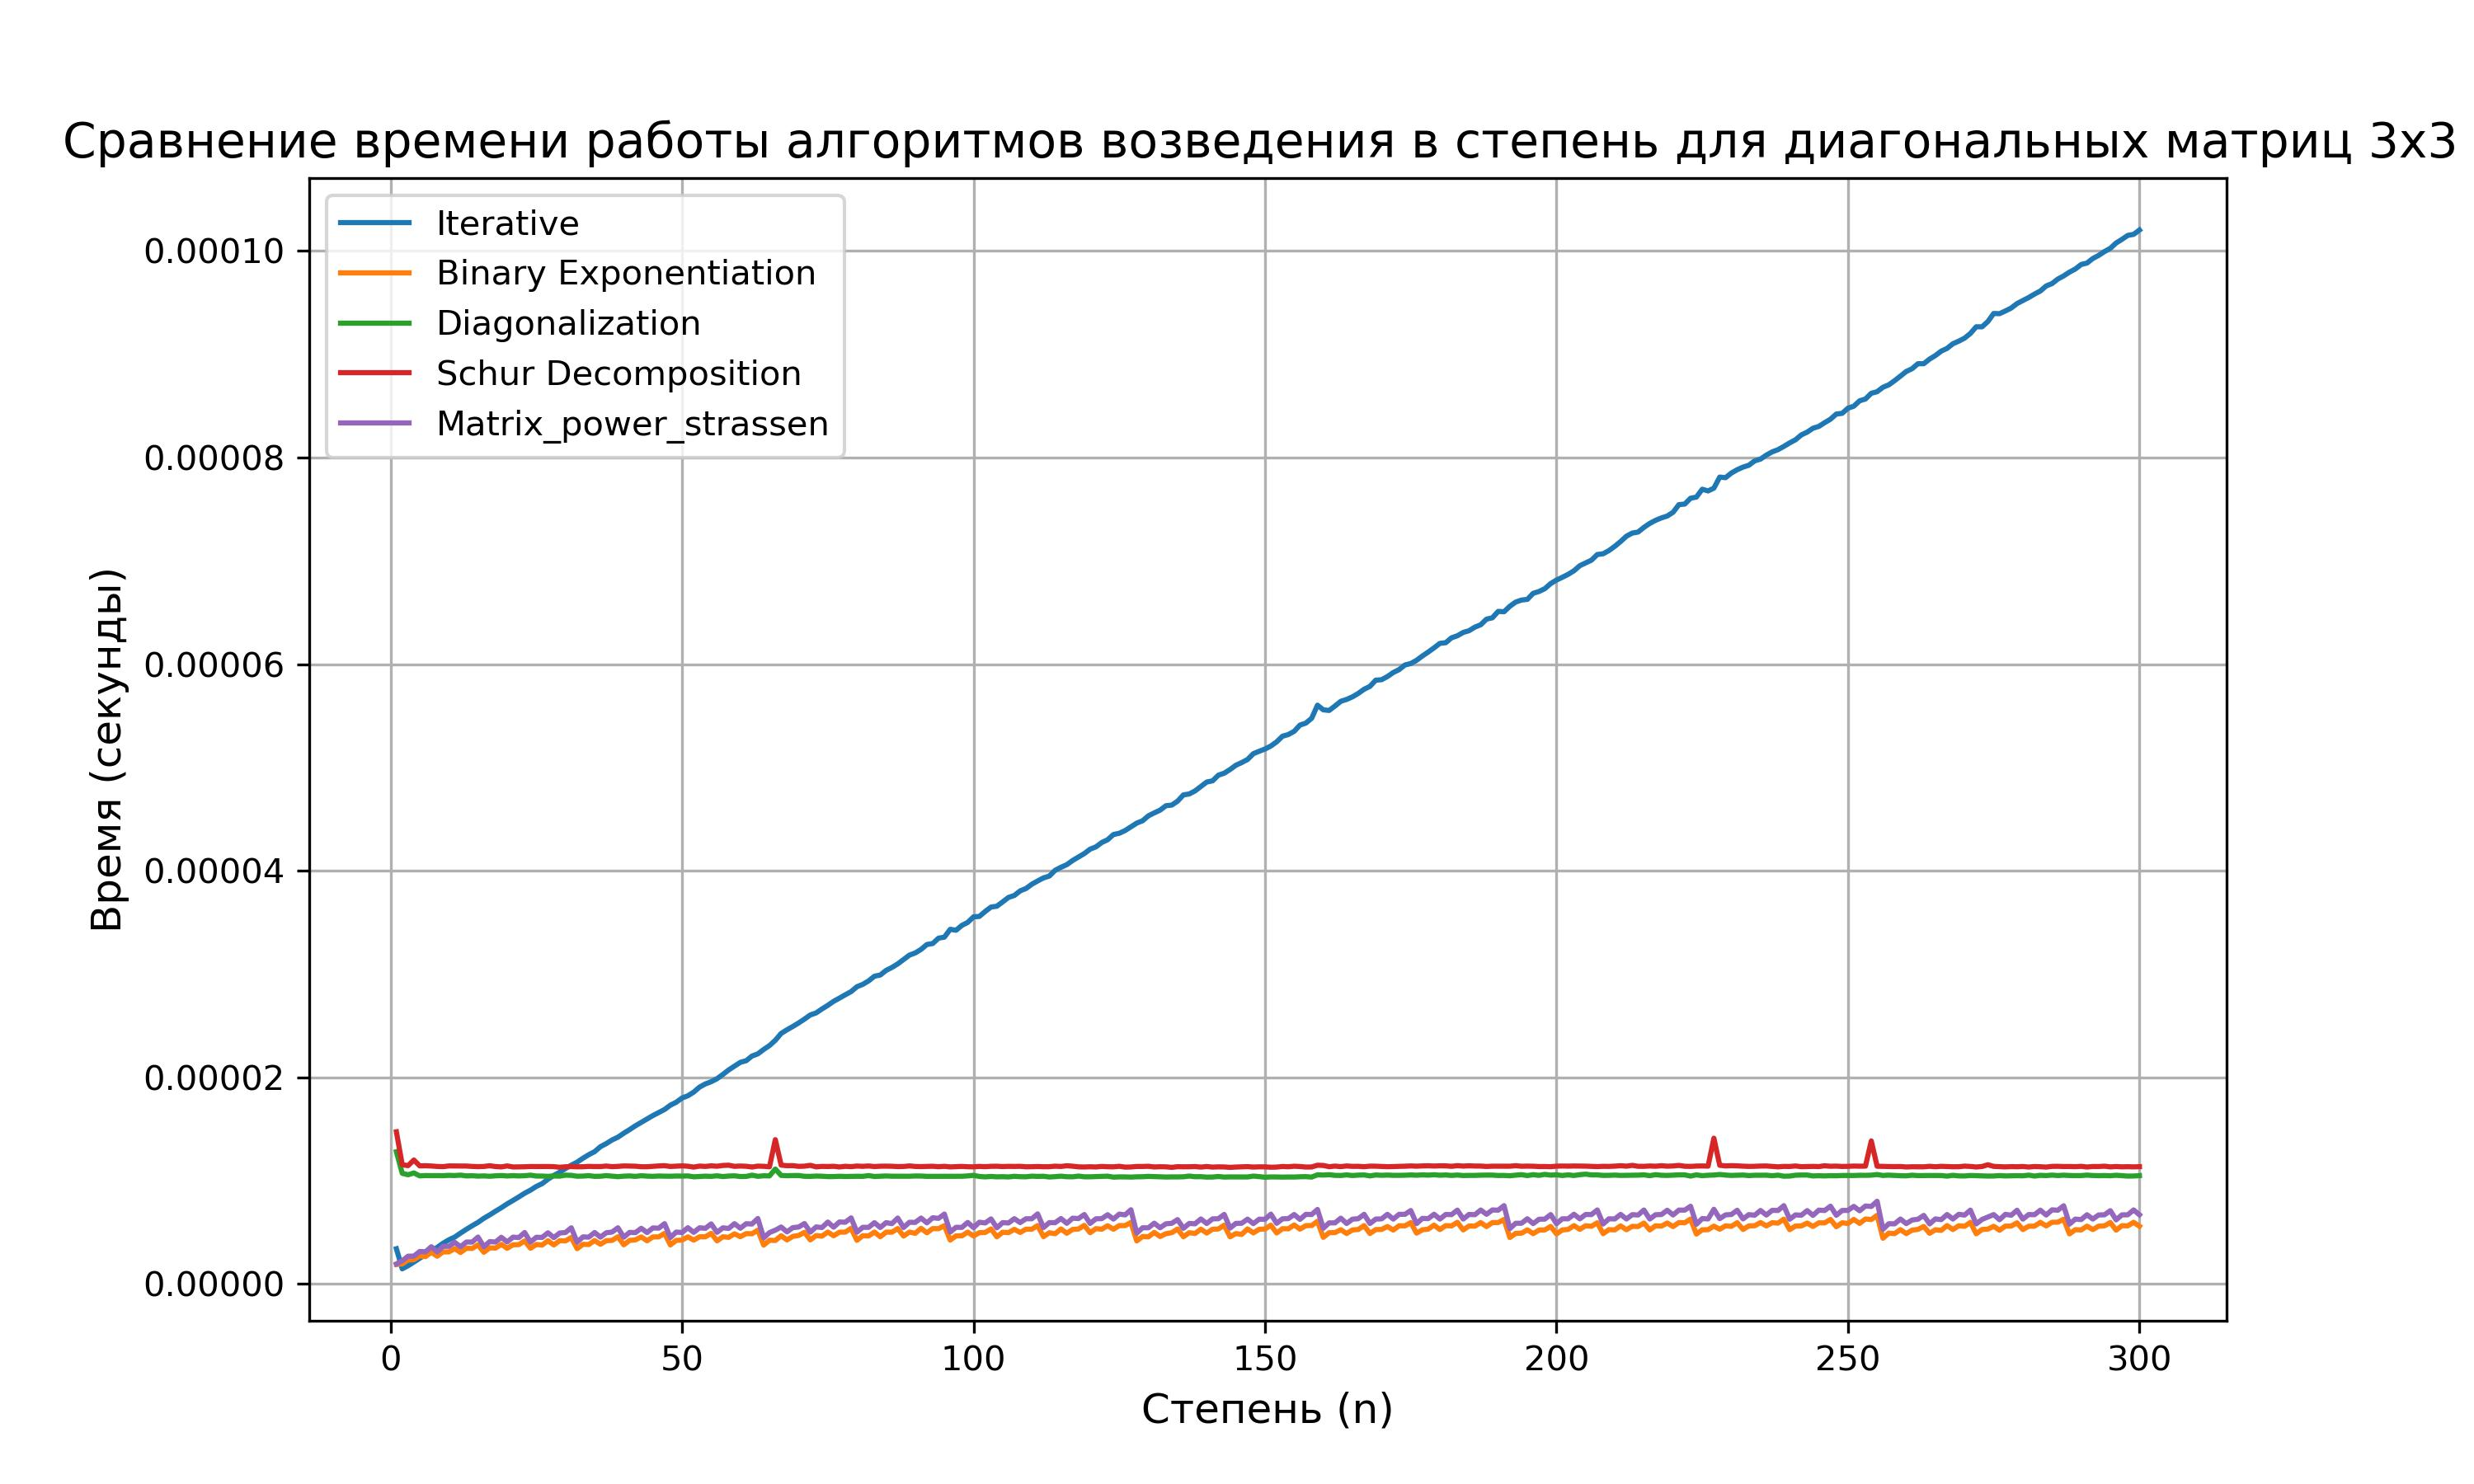 Сравнение времени работы алгоритмов возведения в степень для диагональных матриц 3x3
Iterative
Binary Exponentiation
Diagonalization
Schur Decomposition
Matrix_power_strassen
0.00010
0.00008
0.00006
0.00004
0.00002
0.00000
Время (секунды)
0 50 100 150 200 250 300
Степень (n)